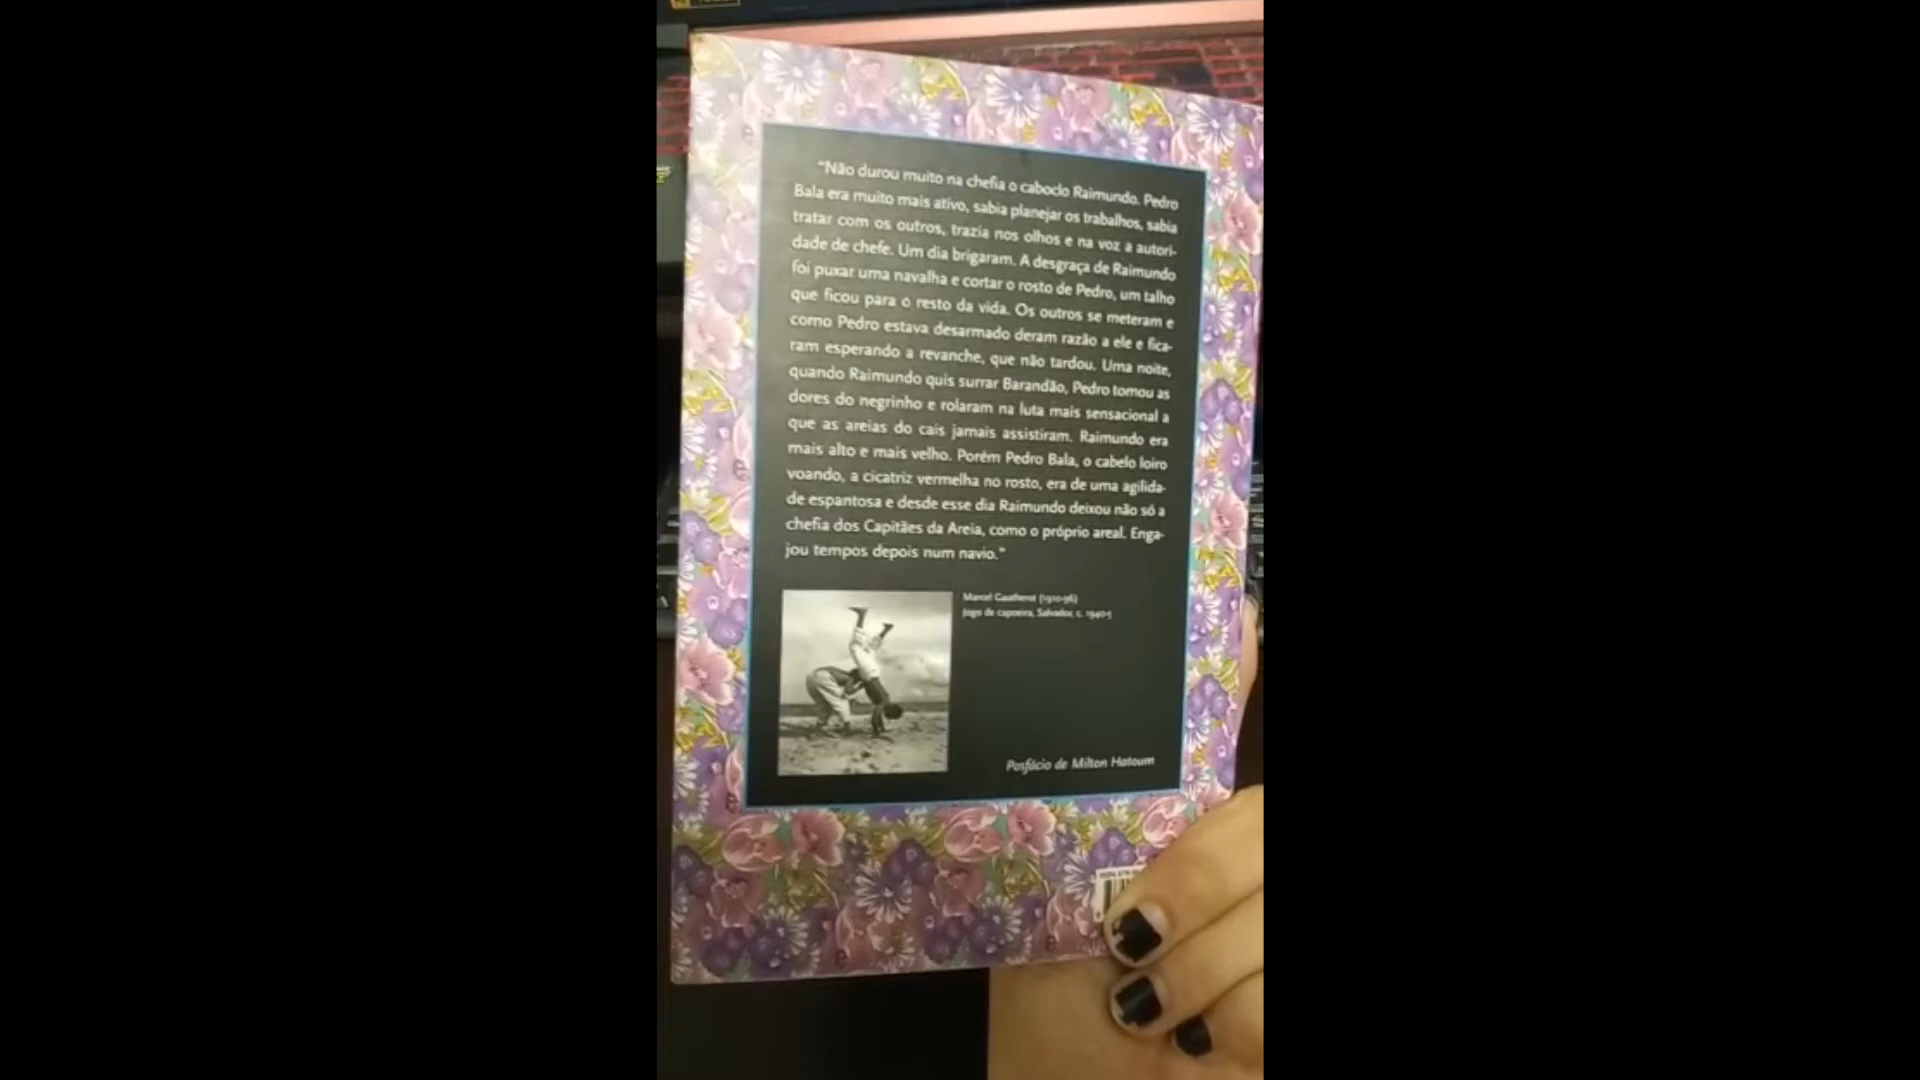 "Não durou muito na chefia o caboclo Raimundo. Pedro
Bala era muito mais ativo, sabia planejar os trabalhos, sabia
tratar com os outros, trazia nos olhos e na voz a autori-
dade de chefe. Um dia brigaram. A desgraça de Raimundo
foi puxar uma navalha e cortar o rosto de Pedro, um talho
que ficou para o resto da vida. Os outros se meteram e
como Pedro estava desarmado deram razão a ele e fica-
ram esperando a revanche, que não tardou. Uma noite,
quando Raimundo quis surrar Barandão, Pedro tomou as
dores do negrinho e rolaram na luta mais sensacional a
que as areias do cais jamais assistiram. Raimundo era
mais alto e mais velho. Porém Pedro Bala, o cabelo loiro
voando, a cicatriz vermelha no rosto, era de uma agilida-
de espantosa e desde esse dia Raimundo deixou não só a
chefia dos Capitães da Areia, como o próprio areal. Enga-
jou tempos depois num navio."
Marcel Gautherot (1910-96)
Jogo de capoeira, Salvador, c. 1940-5
Posfácio de Milton Hatoum